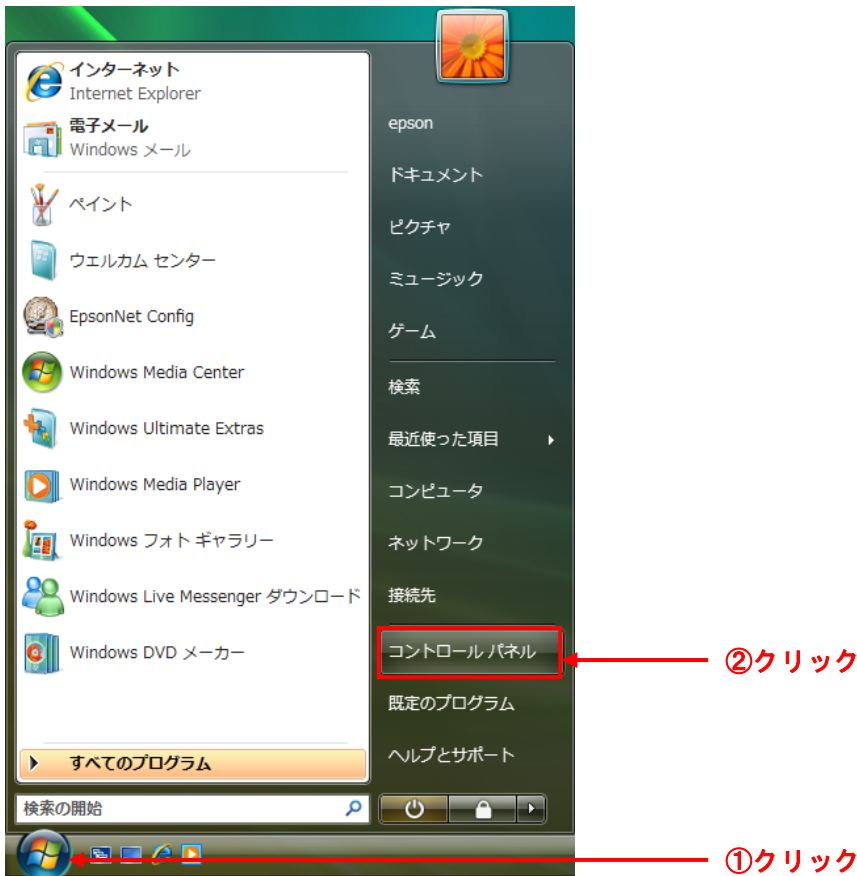 インターネット
Internet Explorer
電子メール
Windows メール
ペイント
ウェルカム センター
EpsonNet Config
Windows Media Center
Windows Ultimate Extras
Windows Media Player
Windows フォト ギャラリー
Windows Live Messenger ダウンロード
Windows DVD メーカー
すべてのプログラム
検索の開始
epson
ドキュメント
ピクチャ
ミュージック
ゲーム
検索
最近使った項目
コンピュータ
ネットワーク
接続先
コントロール パネル
既定のプログラム
ヘルプとサポート
②クリック
①クリック